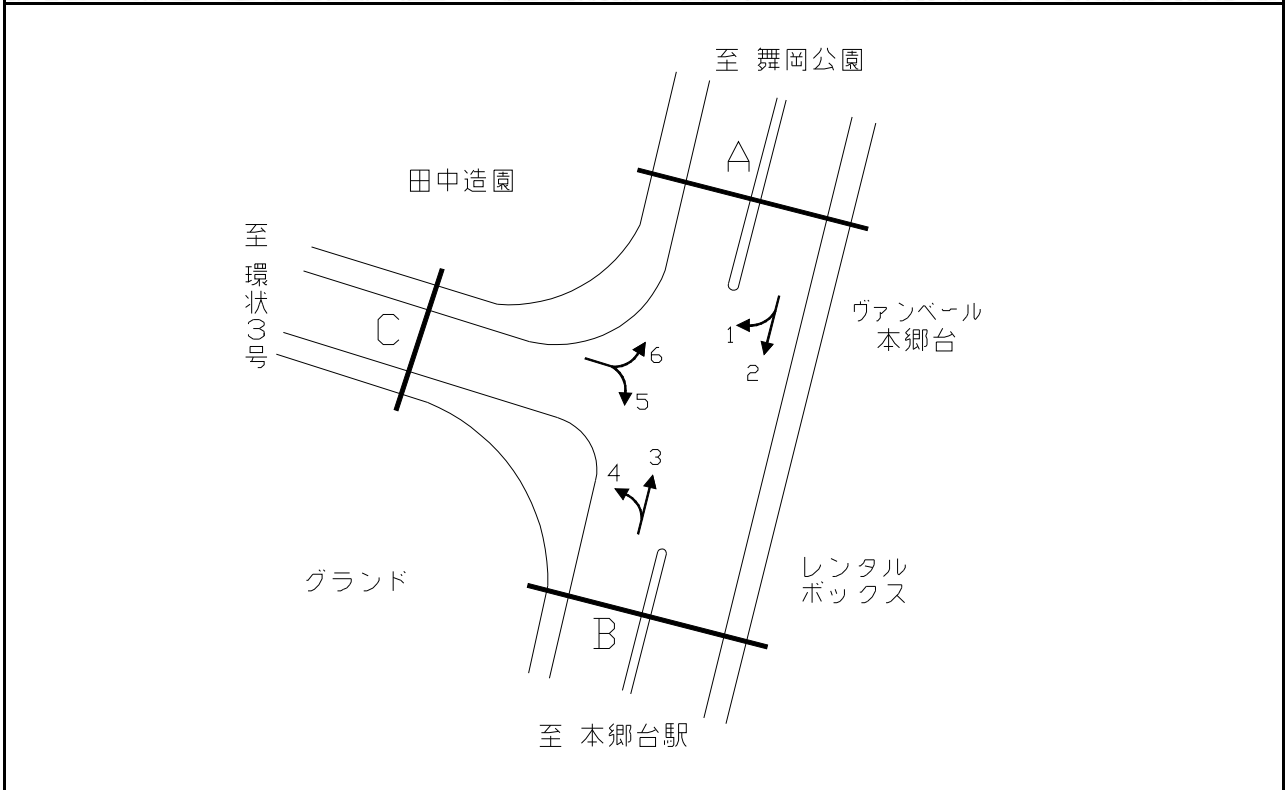 至 舞岡公園
A
田中造園
至 環状3号
C
ヴァンベール
本郷台
1
2
6
5
3
4
グランド
レンタル
ボックス
B
至 本郷台駅